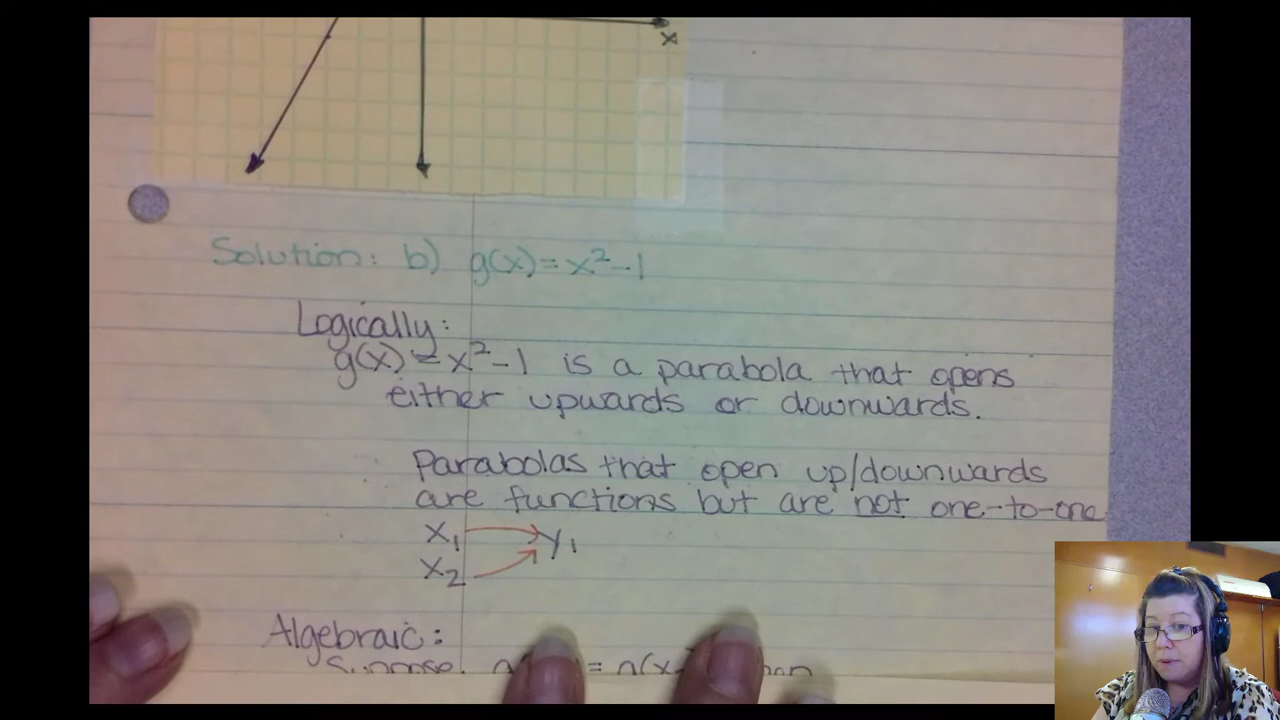 x
Solution: b) g(x) = x² - 1
Logically:
g(x) = x² - 1 is a parabola that opens
either upwards or downwards.
Parabolas that open up/downwards
are functions but are not one-to-one
x₁ → y₁
x₂
Algebraic:
Suppose